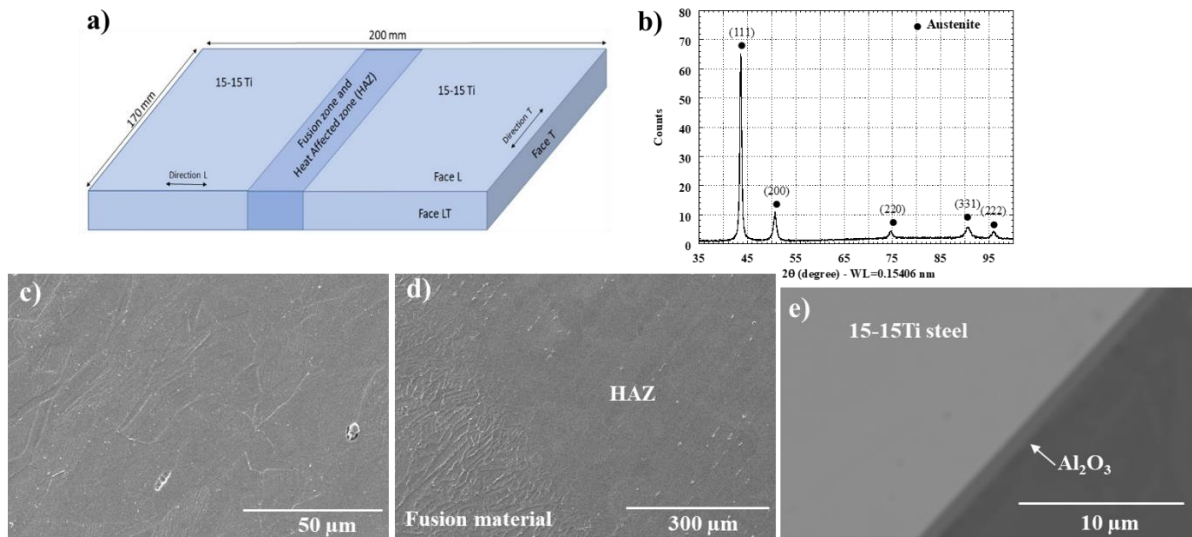 a)
200 mm
170 mm
15-15 Ti
Fusion zone and
Heat Affected zone (HAZ)
15-15 Ti
Direction T
Face T
Direction L
Face L
Face LT
b)
80
70
60
50
40
30
20
10
0
Counts
Austenite
(111)
(200)
(220)
(331)
(222)
35
45
55
65
75
85
95
2θ (degree) - WL=0.15406 nm
c)
50 µm
d)
HAZ
Fusion material
300 µm
e)
15-15Ti steel
Al₂O₃
10 µm